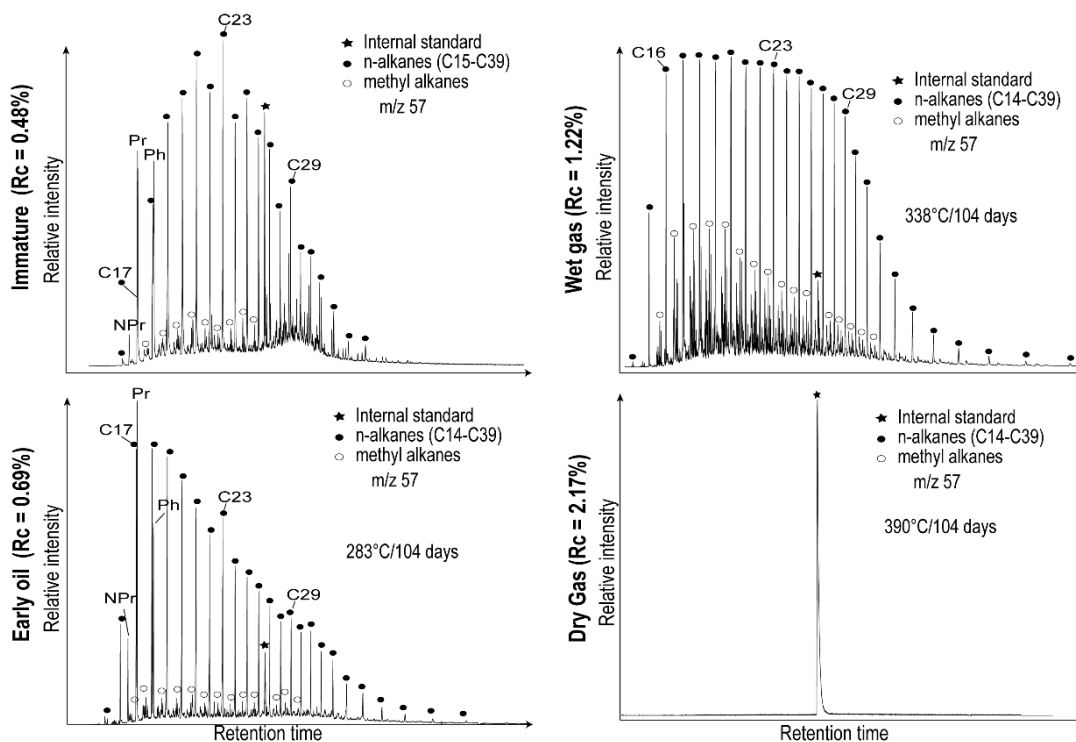 Immature (Rc = 0.48%)
Relative intensity
C23
Internal standard
n-alkanes (C15-C39)
methyl alkanes
m/z 57
Pr
Ph
C29
C17
NPr
Wet gas (Rc = 1.22%)
Relative intensity
C16
C23
Internal standard
n-alkanes (C14-C39)
methyl alkanes
m/z 57
C29
338°C/104 days
Early oil (Rc = 0.69%)
Relative intensity
Pr
Internal standard
C17
n-alkanes (C14-C39)
methyl alkanes
m/z 57
C23
Ph
283°C/104 days
NPr
C29
Retention time
Dry Gas (Rc = 2.17%)
Relative intensity
Internal standard
n-alkanes (C14-C39)
methyl alkanes
m/z 57
390°C/104 days
Retention time